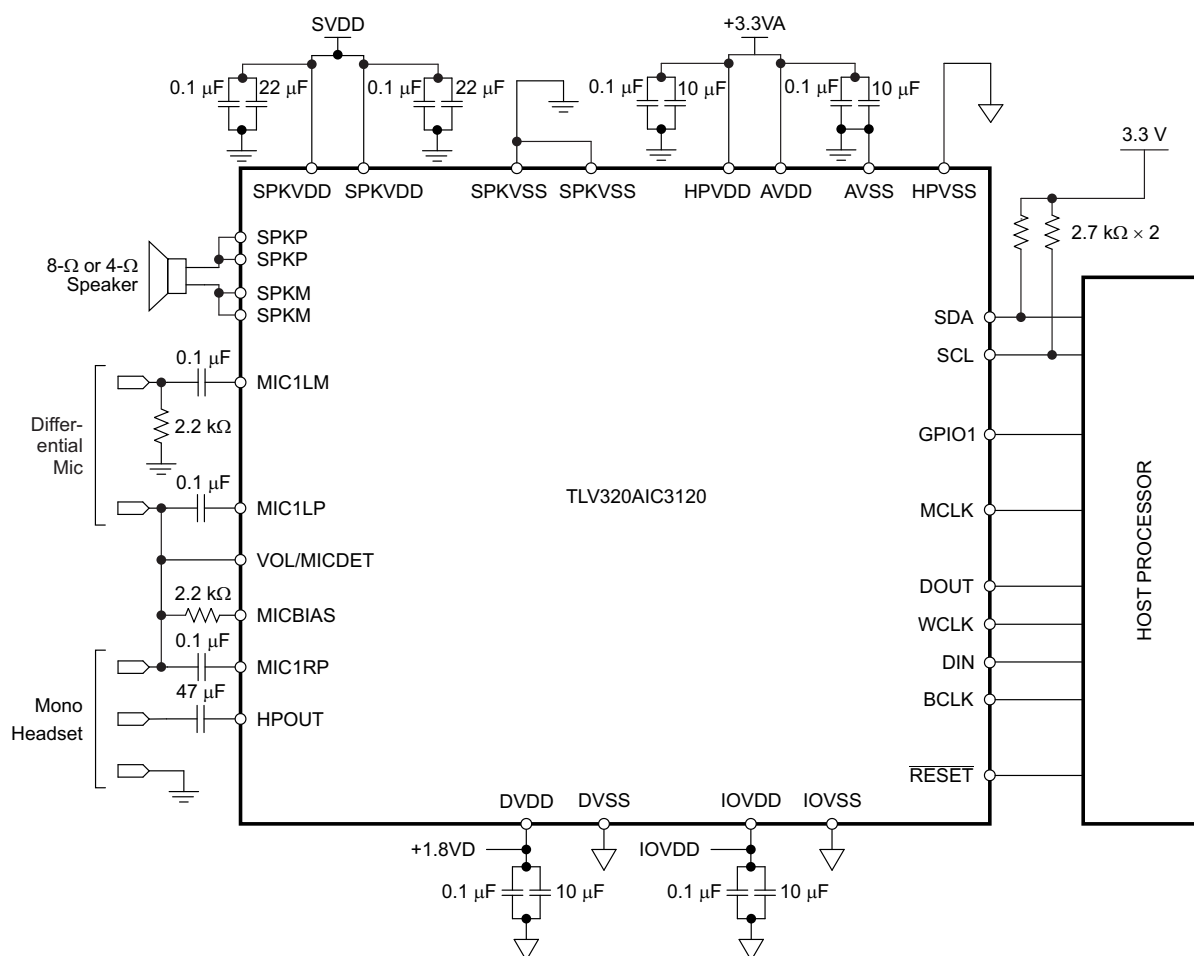 SVDD
+3.3VA
0.1 µF
22 µF
0.1 µF
22 µF
0.1 µF
10 µF
0.1 µF
10 µF
3.3 V
SPKVDD
SPKVDD
SPKVSS
SPKVSS
HPVDD
AVDD
AVSS
HPVSS
2.7 kΩ × 2
8-Ω or 4-Ω
Speaker
SPKP
SPKP
SPKM
SPKM
SDA
SCL
0.1 µF
MIC1LM
2.2 kΩ
Differ-
ential
Mic
GPIO1
0.1 µF
MIC1LP
TLV320AIC3120
MCLK
HOST PROCESSOR
VOL/MICDET
2.2 kΩ
MICBIAS
DOUT
WCLK
0.1 µF
MIC1RP
DIN
47 µF
HPOUT
BCLK
Mono
Headset
RESET
DVDD
DVSS
IOVDD
IOVSS
+1.8VD
IOVDD
0.1 µF
10 µF
0.1 µF
10 µF